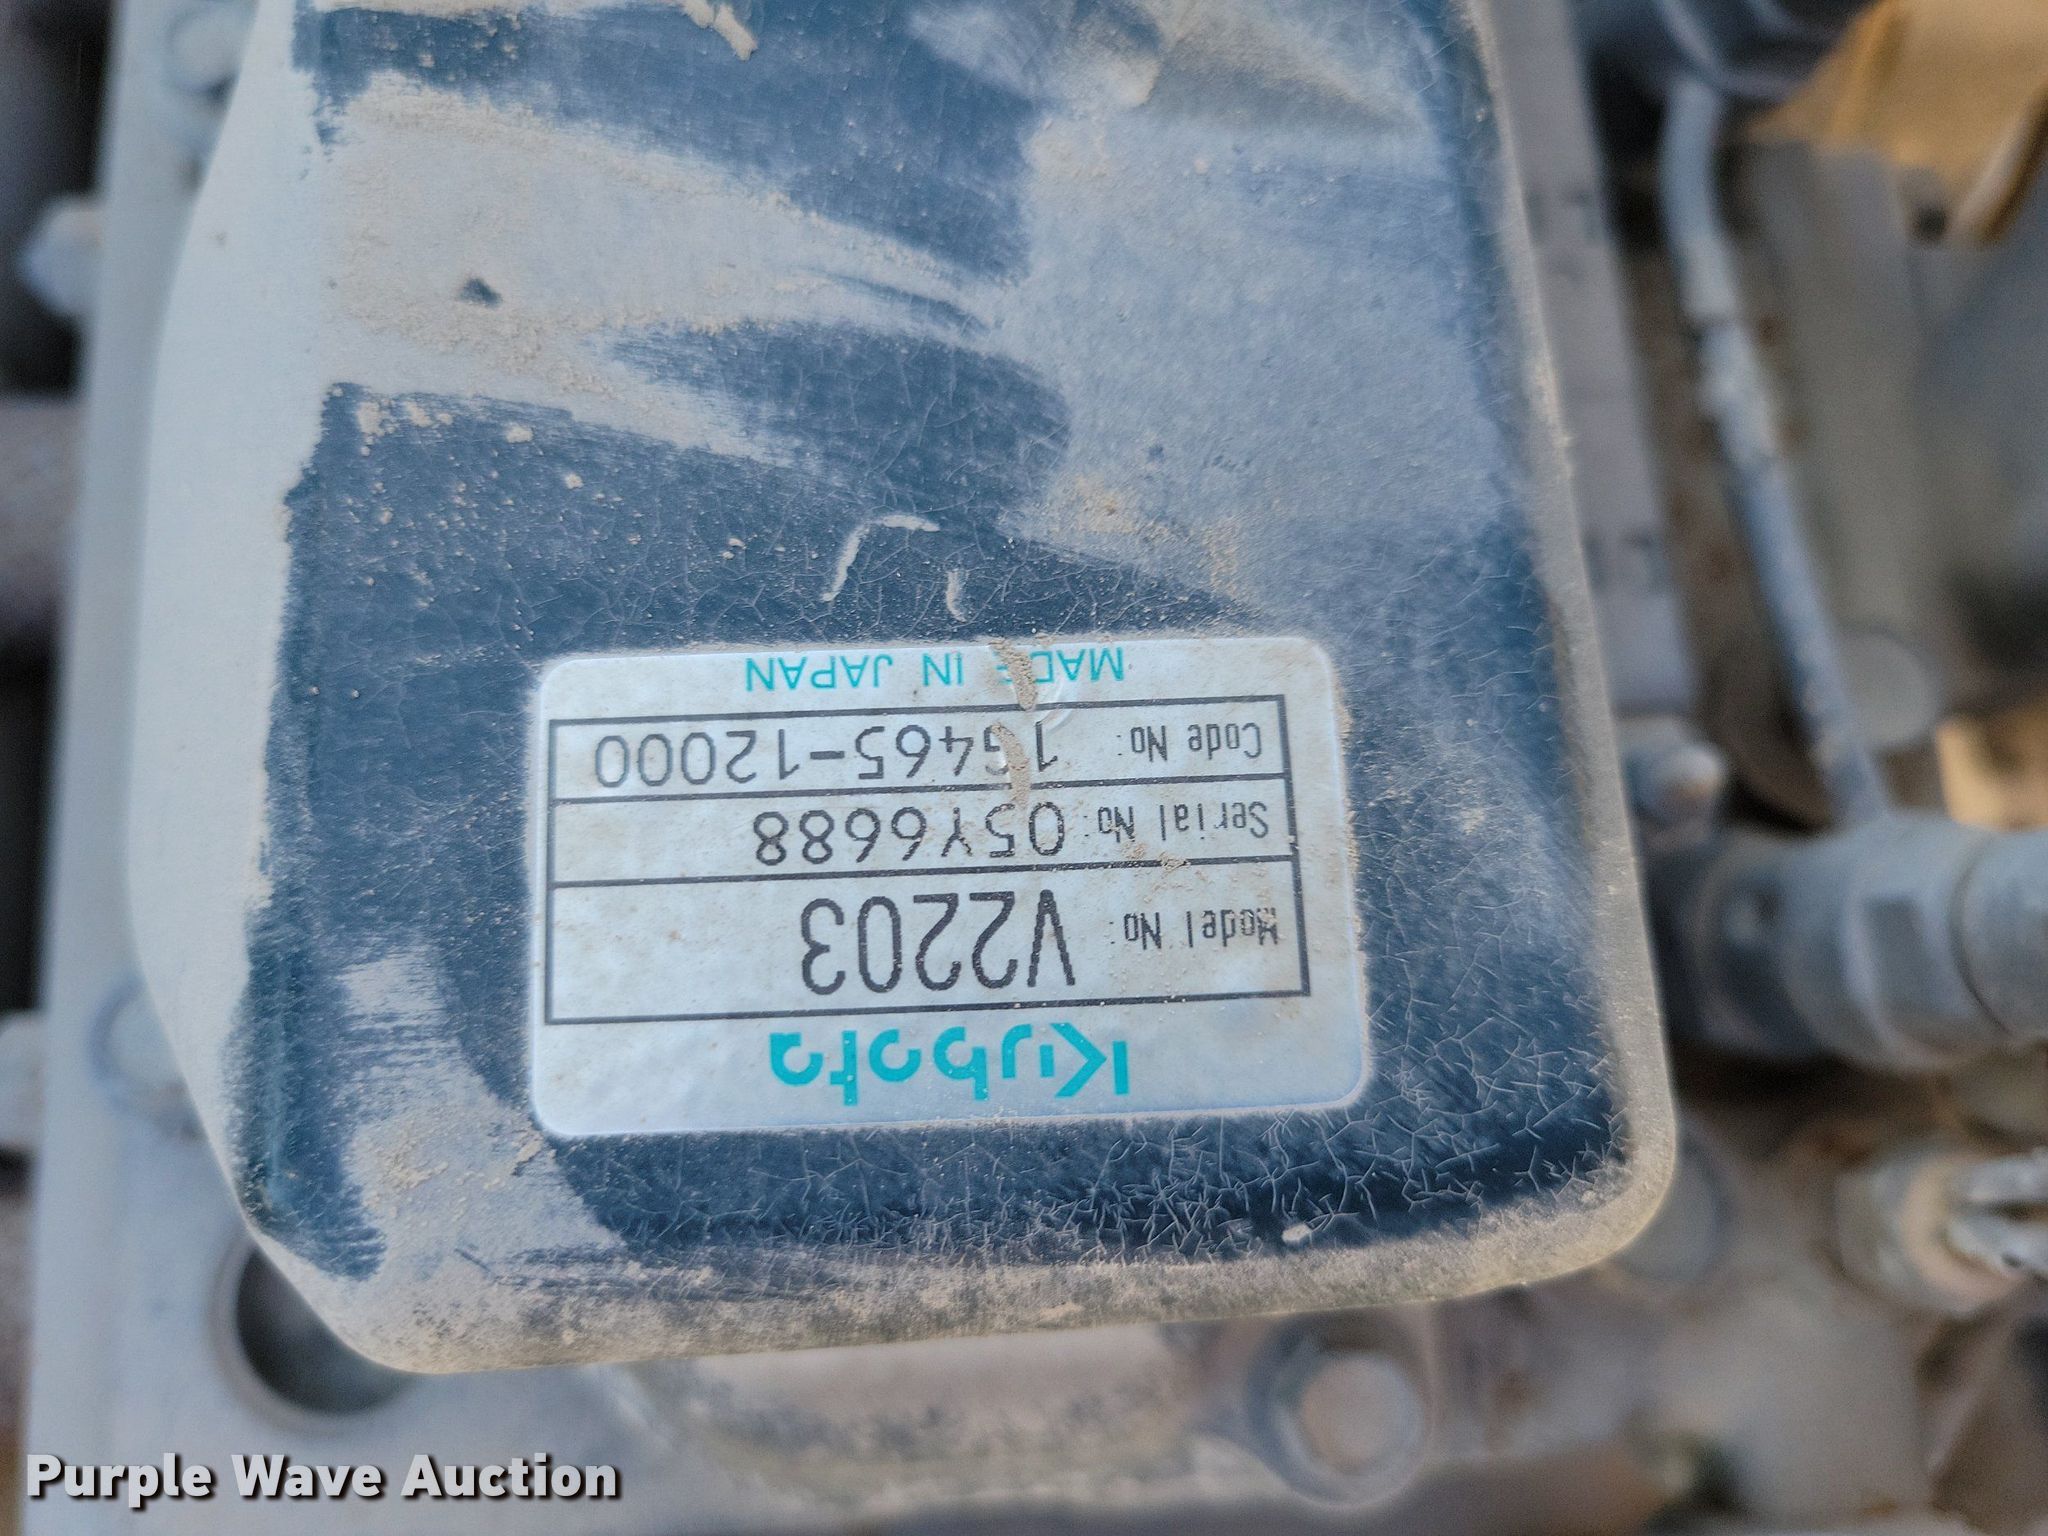 Kubota
Model No: V2203
Serial No: 05Y6688
Code No: 1G465-12000
MADE IN JAPAN
Purple Wave Auction